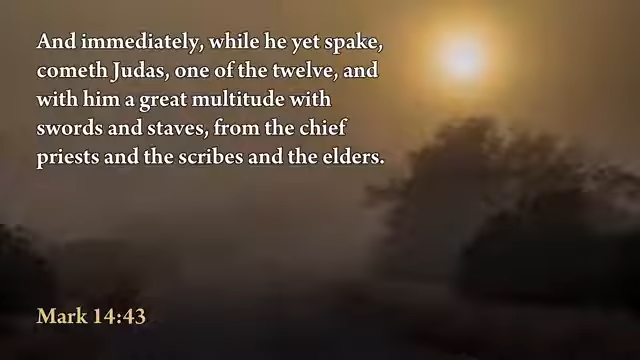 And immediately, while he yet spake,
cometh Judas, one of the twelve, and
with him a great multitude with
swords and staves, from the chief
priests and the scribes and the elders.
Mark 14:43